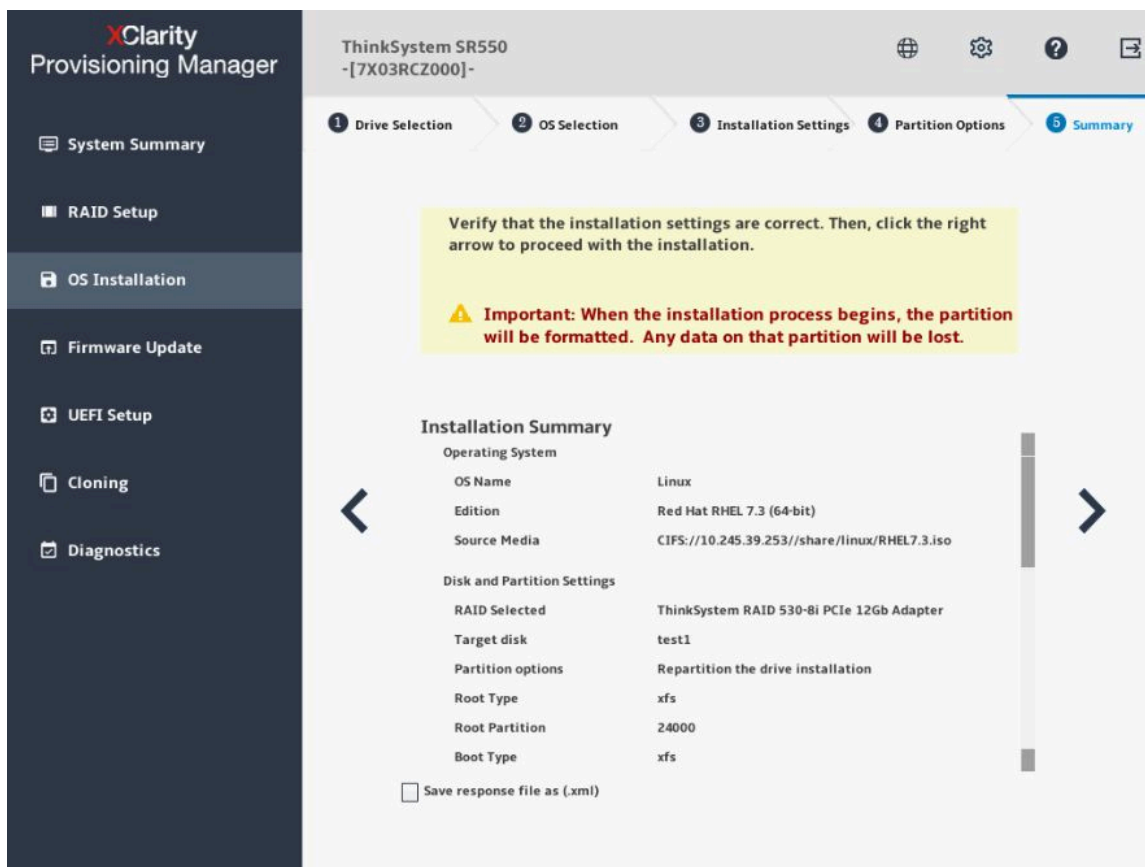 XClarity
Provisioning Manager
System Summary
RAID Setup
OS Installation
Firmware Update
UEFI Setup
Cloning
Diagnostics
ThinkSystem SR550
-[7X03RCZ000]-
1 Drive Selection
2 OS Selection
3 Installation Settings
4 Partition Options
5 Summary
Verify that the installation settings are correct. Then, click the right
arrow to proceed with the installation.
Important: When the installation process begins, the partition
will be formatted. Any data on that partition will be lost.
Installation Summary
Operating System
OS Name Linux
Edition Red Hat RHEL 7.3 (64-bit)
Source Media CIFS://10.245.39.253//share/linux/RHEL7.3.iso
Disk and Partition Settings
RAID Selected ThinkSystem RAID 530-8i PCIe 12Gb Adapter
Target disk test1
Partition options Repartition the drive installation
Root Type xfs
Root Partition 24000
Boot Type xfs
Save response file as (.xml)